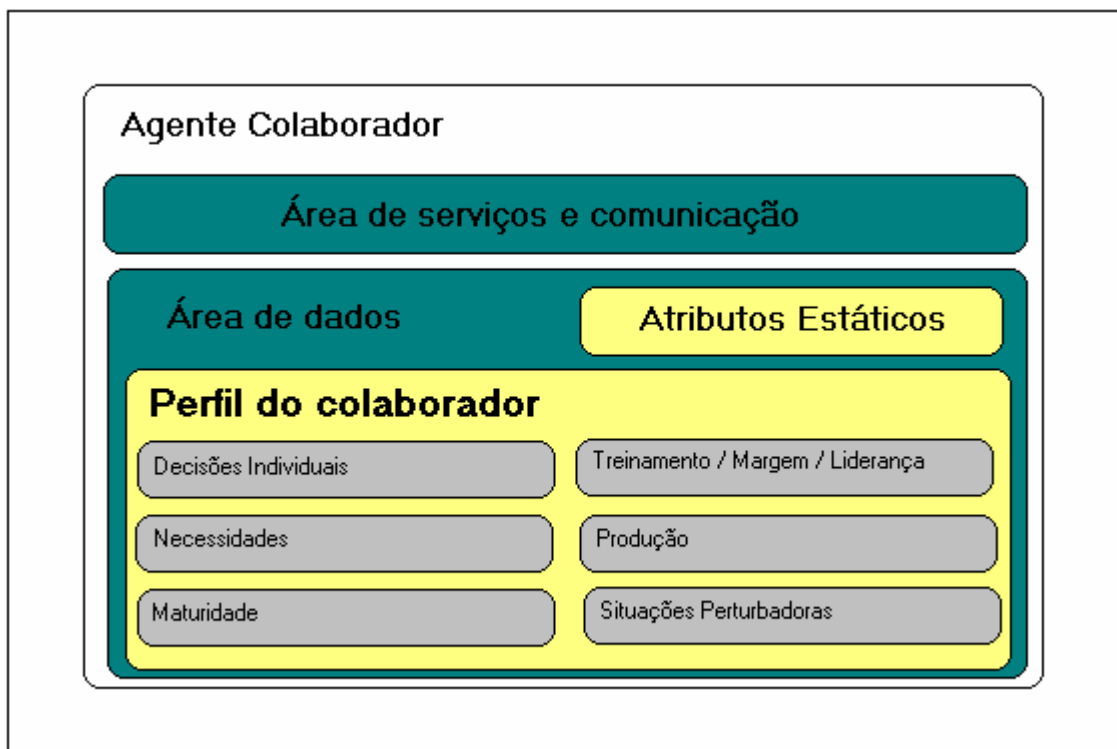 Agente Colaborador
Área de serviços e comunicação
Área de dados
Atributos Estáticos
Perfil do colaborador
Decisões Individuais
Treinamento / Margem / Liderança
Necessidades
Produção
Maturidade
Situações Perturbadoras